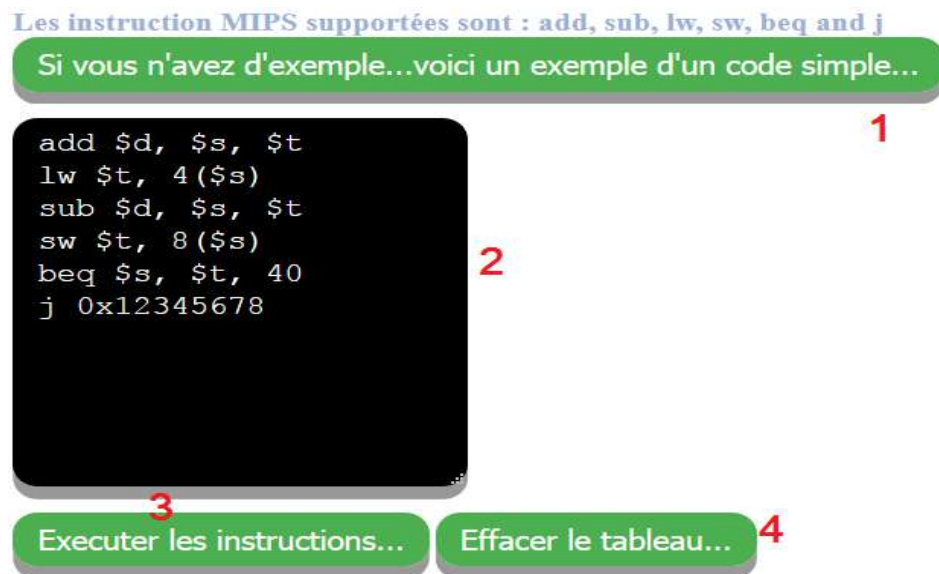 Les instruction MIPS supportées sont : add, sub, lw, sw, beq and j
Si vous n'avez d'exemple...voici un exemple d'un code simple...
1
add $d, $s, $t
lw $t, 4($s)
sub $d, $s, $t
sw $t, 8($s)
beq $s, $t, 40
j 0x12345678
2
3
Executer les instructions... Effacer le tableau... 4